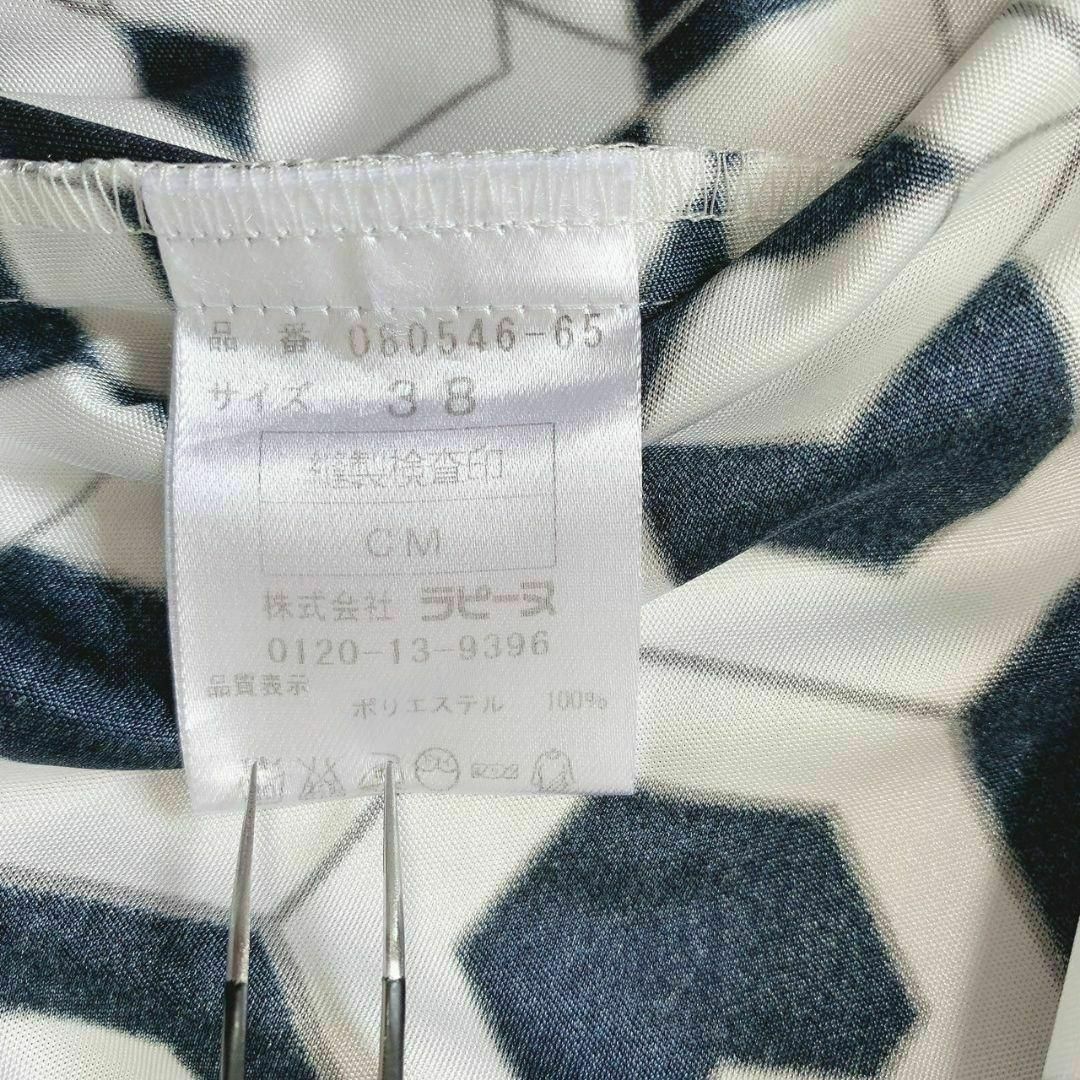 品番 060546-65
サイズ 38
縫製検査印
CM
株式会社 ラピーヌ
0120-13-9396
品質表示
ポリエステル 100%